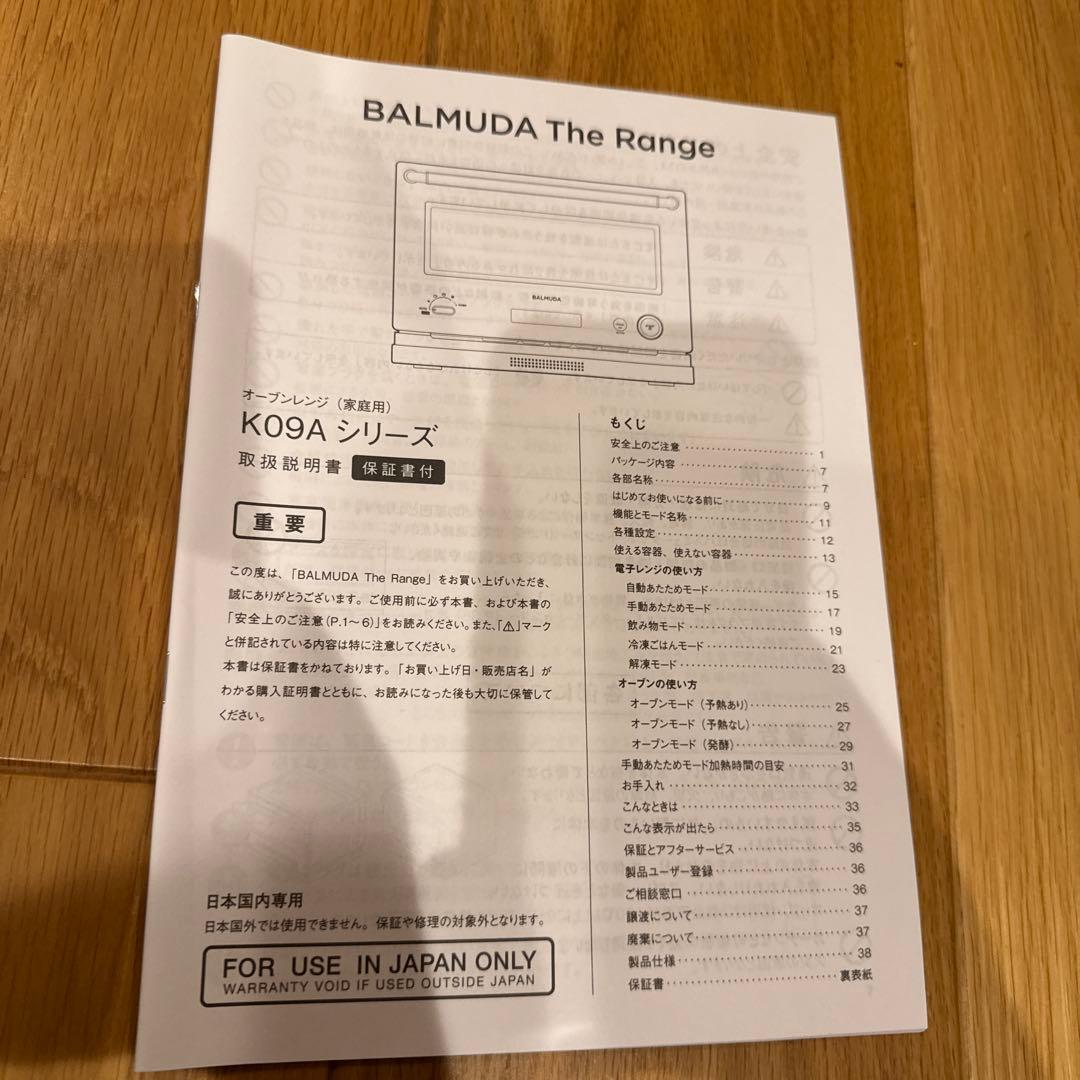 BALMUDA The Range
BALMUDA
オーブンレンジ（家庭用）
K09A シリーズ
取扱説明書 保証書付
重要
この度は、「BALMUDA The Range」をお買い上げいただき、
誠にありがとうございます。ご使用前に必ず本書、および本書の
「安全上のご注意(P.1～6)」をお読みください。また、「⚠」マーク
と併記されている内容は特に注意してください。
本書は保証書をかねております。「お買い上げ日・販売店名」が
わかる購入証明書とともに、お読みになった後も大切に保管して
ください。
日本国内専用
日本国外では使用できません。保証や修理の対象外となります。
FOR USE IN JAPAN ONLY
WARRANTY VOID IF USED OUTSIDE JAPAN
もくじ
安全上のご注意 ················ 1
パッケージ内容 ················ 7
各部名称 ················ 7
はじめてお使いになる前に ················ 9
機能とモード名称 ················ 11
各種設定 ················ 12
使える容器、使えない容器 ················ 13
電子レンジの使い方
自動あたためモード ················ 15
手動あたためモード ················ 17
飲み物モード ················ 19
冷凍ごはんモード ················ 21
解凍モード ················ 23
オーブンの使い方
オーブンモード（予熱あり） ················ 25
オーブンモード（予熱なし） ················ 27
オーブンモード（発酵） ················ 29
手動あたためモード加熱時間の目安 ················ 31
お手入れ ················ 32
こんなときは ················ 33
こんな表示が出たら ················ 35
保証とアフターサービス ················ 36
製品ユーザー登録 ················ 36
ご相談窓口 ················ 36
譲渡について ················ 37
廃棄について ················ 37
製品仕様 ················ 38
保証書 ················ 裏表紙